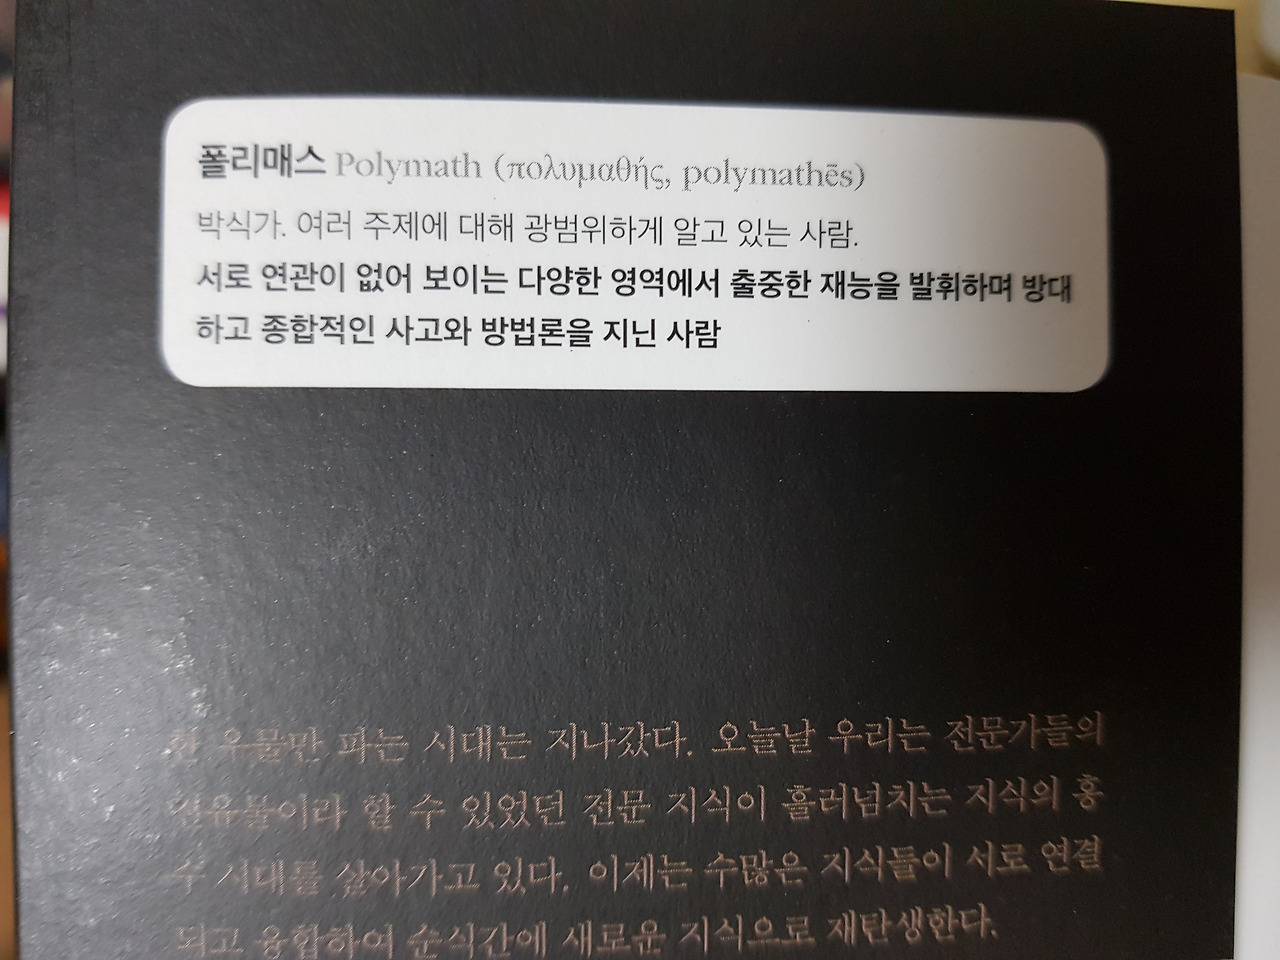 폴리매스 Polymath (πολυμαθής, polymathēs)
박식가. 여러 주제에 대해 광범위하게 알고 있는 사람.
서로 연관이 없어 보이는 다양한 영역에서 출중한 재능을 발휘하며 방대
하고 종합적인 사고와 방법론을 지닌 사람
한 우물만 파는 시대는 지나갔다. 오늘날 우리는 전문가들의
전유물이라 할 수 있었던 전문 지식이 흘러넘치는 지식의 홍
수 시대를 살아가고 있다. 이제는 수많은 지식들이 서로 연결
되고 융합하여 순식간에 새로운 지식으로 재탄생한다.